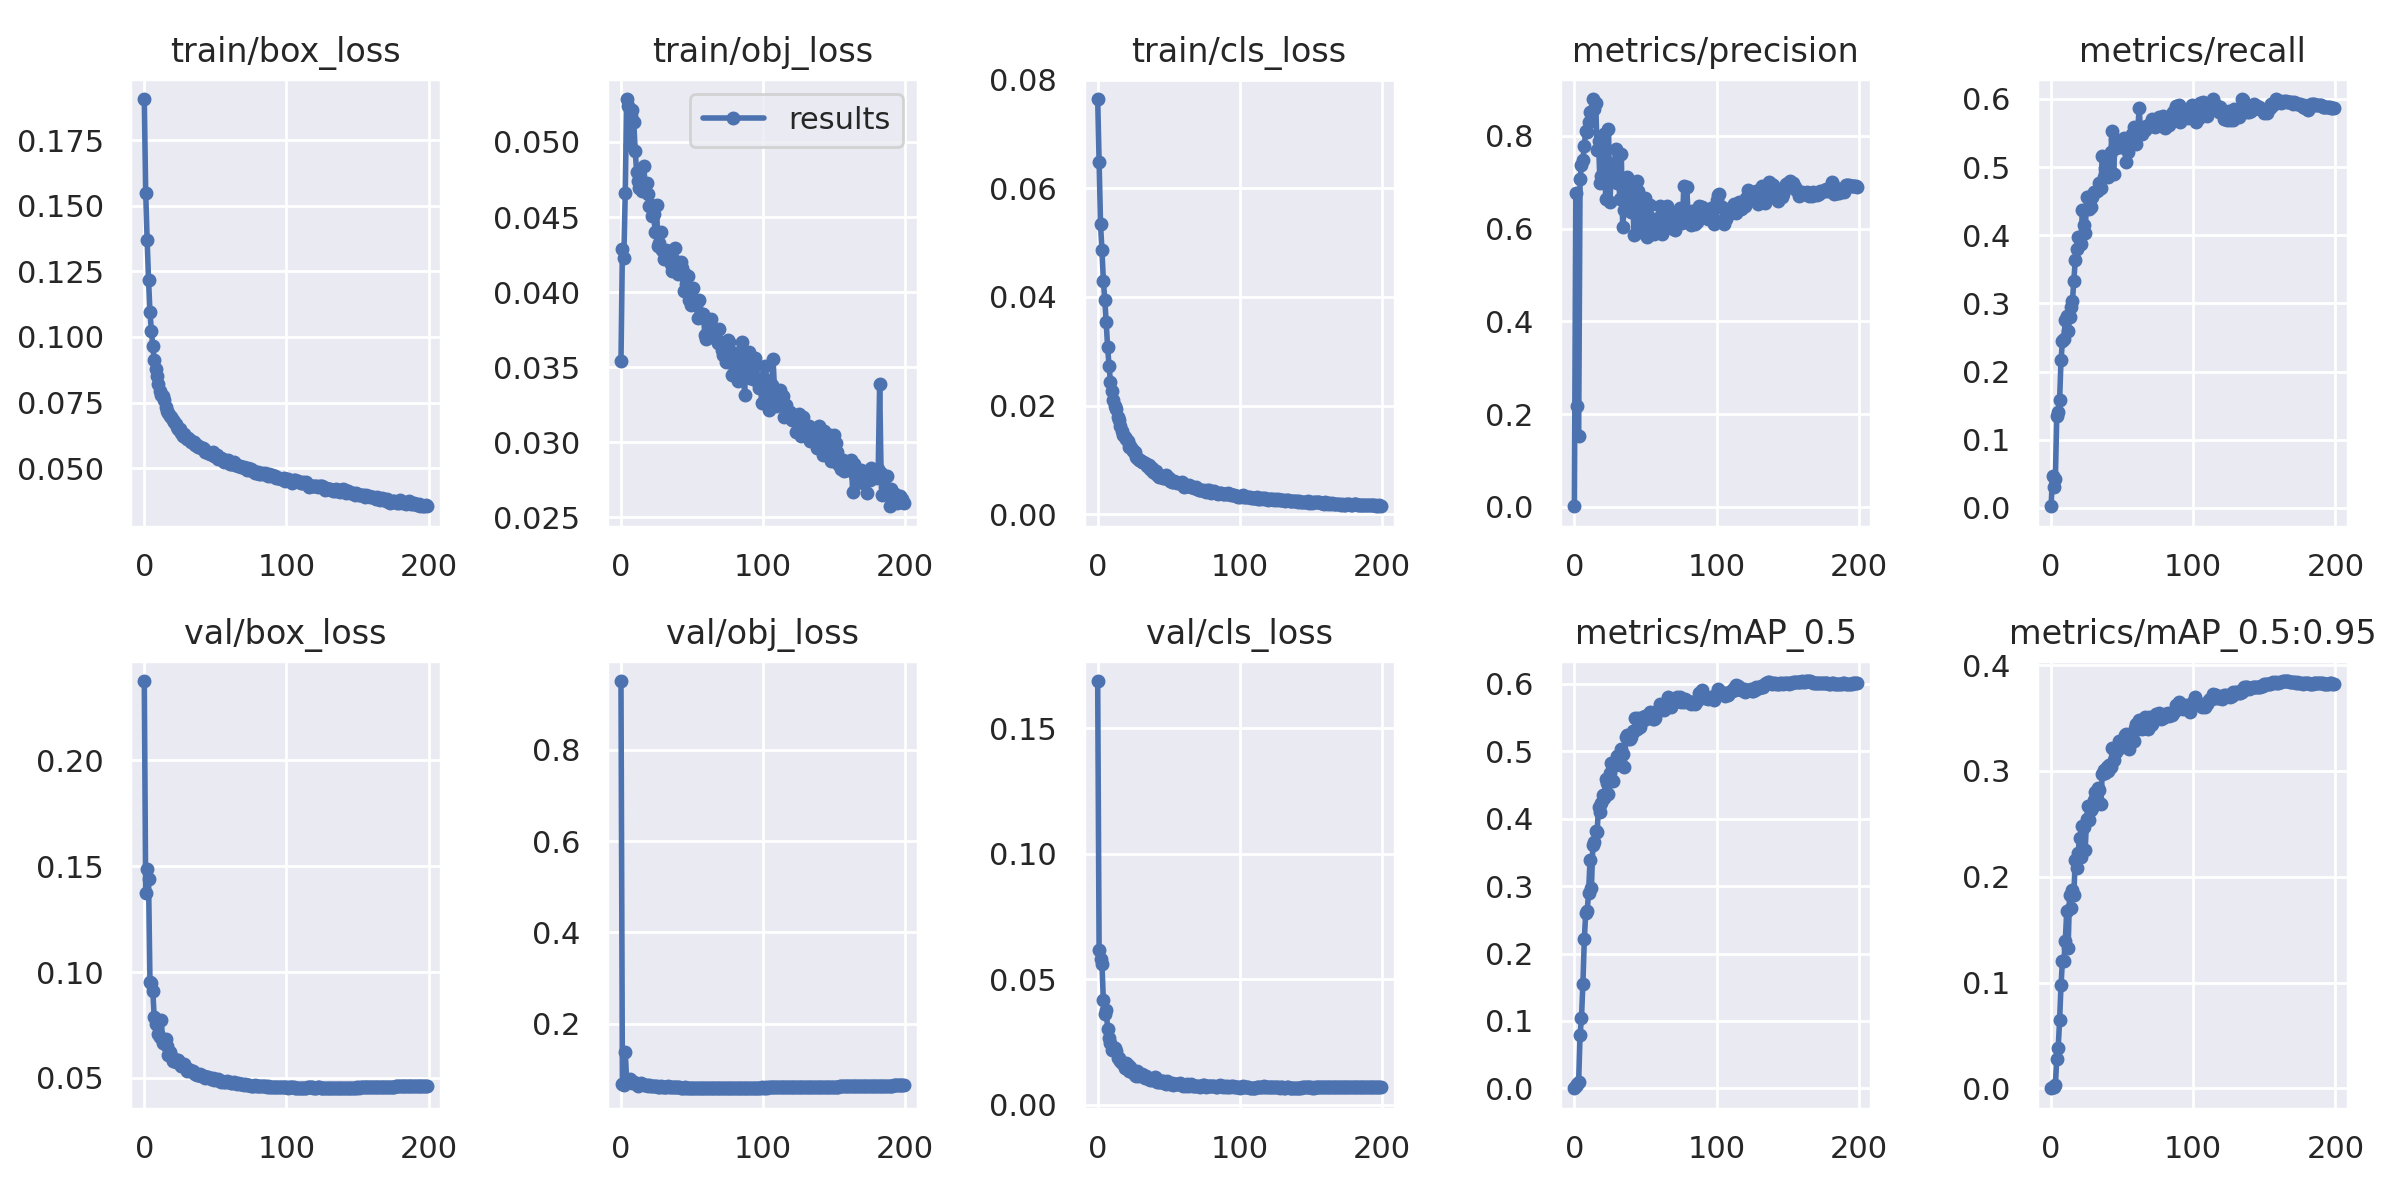 train/box_loss
0.175
0.150
0.125
0.100
0.075
0.050
0 100 200
train/obj_loss
results
0.050
0.045
0.040
0.035
0.030
0.025
0 100 200
train/cls_loss
0.08
0.06
0.04
0.02
0.00
0 100 200
metrics/precision
0.8
0.6
0.4
0.2
0.0
0 100 200
metrics/recall
0.6
0.5
0.4
0.3
0.2
0.1
0.0
0 100 200
val/box_loss
0.20
0.15
0.10
0.05
0 100 200
val/obj_loss
0.8
0.6
0.4
0.2
0 100 200
val/cls_loss
0.15
0.10
0.05
0.00
0 100 200
metrics/mAP_0.5
0.6
0.5
0.4
0.3
0.2
0.1
0.0
0 100 200
metrics/mAP_0.5:0.95
0.4
0.3
0.2
0.1
0.0
0 100 200